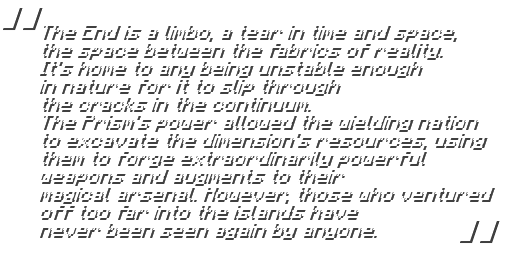 The End is a limbo, a tear in time and space,
the space between the fabrics of reality.
It's home to any being unstable enough
in nature for it to slip through
the cracks in the continuum.
The Prism's power allowed the wielding nation
to excavate the dimension's resources, using
them to forge extraordinarily powerful
weapons and augments to their
magical arsenal. However; those who ventured
off too far into the islands have
never been seen again by anyone.